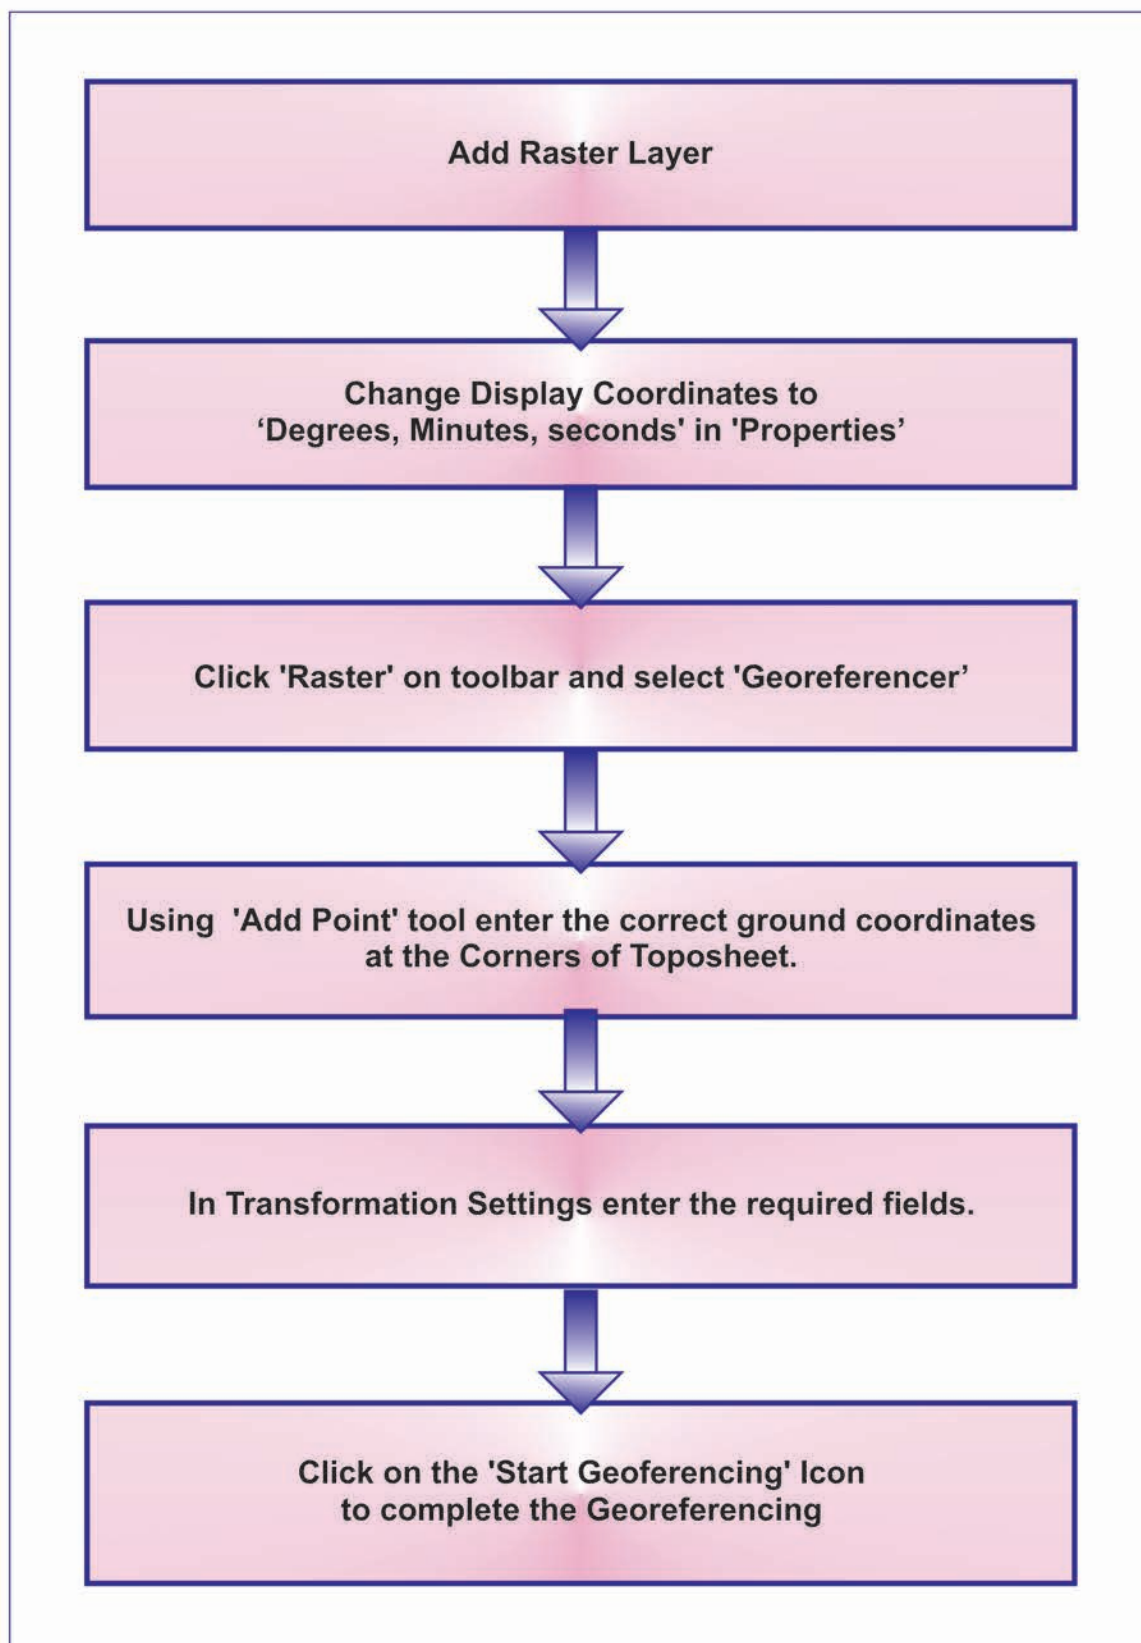 Add Raster Layer
Change Display Coordinates to
‘Degrees, Minutes, seconds' in 'Properties’
Click 'Raster' on toolbar and select 'Georeferencer’
Using  'Add Point' tool enter the correct ground coordinates
at the Corners of Toposheet.
In Transformation Settings enter the required fields.
Click on the 'Start Geoferencing' Icon
to complete the Georeferencing